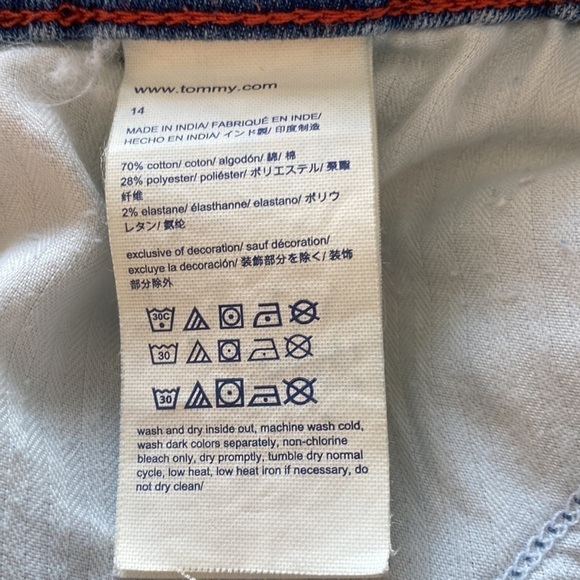 www.tommy.com
14
MADE IN INDIA/ FABRIQUÉ EN INDE/
HECHO EN INDIA/ インド製/ 印度制造
70% cotton/ coton/ algodón/ 綿/ 棉
28% polyester/ poliéster/ ポリエステル/ 聚酯
纤维
2% elastane/ élasthanne/ elastano/ ポリウ
レタン/ 氨纶
exclusive of decoration/ sauf décoration/
excluye la decoración/ 装飾部分を除く/ 装饰
部分除外
30C
30
30
wash and dry inside out, machine wash cold,
wash dark colors separately, non-chlorine
bleach only, dry promptly, tumble dry normal
cycle, low heat, low heat iron if necessary, do
not dry clean/